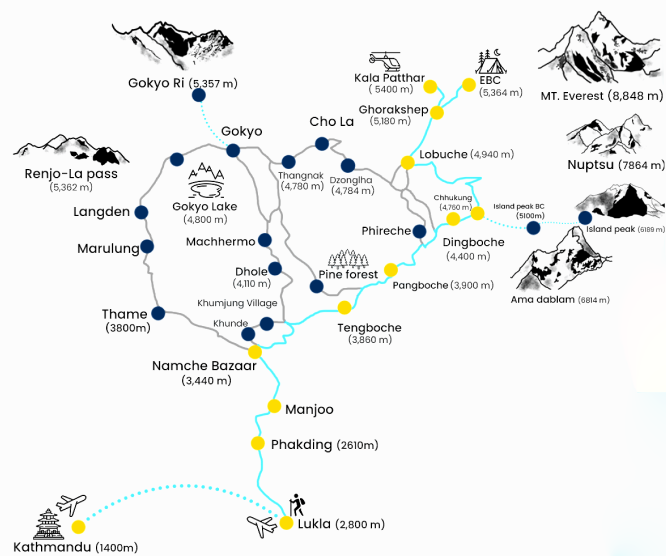 Gokyo Ri (5,357 m)
Kala Patthar
( 5400 m)
EBC
(5,364 m)
MT. Everest (8,848 m)
Ghorakshep
(5,180 m)
Cho La
Gokyo
Renjo-La pass
(5,362 m)
Lobuche (4,940 m)
Nuptsu (7864 m)
Thangnak
(4,780 m)
Dzonglha
(4,784 m)
Chhukung
(4,760 m)
Gokyo Lake
(4,800 m)
Langden
Island peak BC
(5100m)
Island peak (6189 m)
Phireche
Machhermo
Marulung
Dingboche
(4,400 m)
Dhole
(4,110 m)
Pine forest
Pangboche (3,900 m)
Ama dablam (6814 m)
Khumjung Village
Thame
(3800m)
Khunde
Tengboche
(3,860 m)
Namche Bazaar
(3,440 m)
Manjoo
Phakding (2610m)
Lukla (2,800 m)
Kathmandu (1400m)